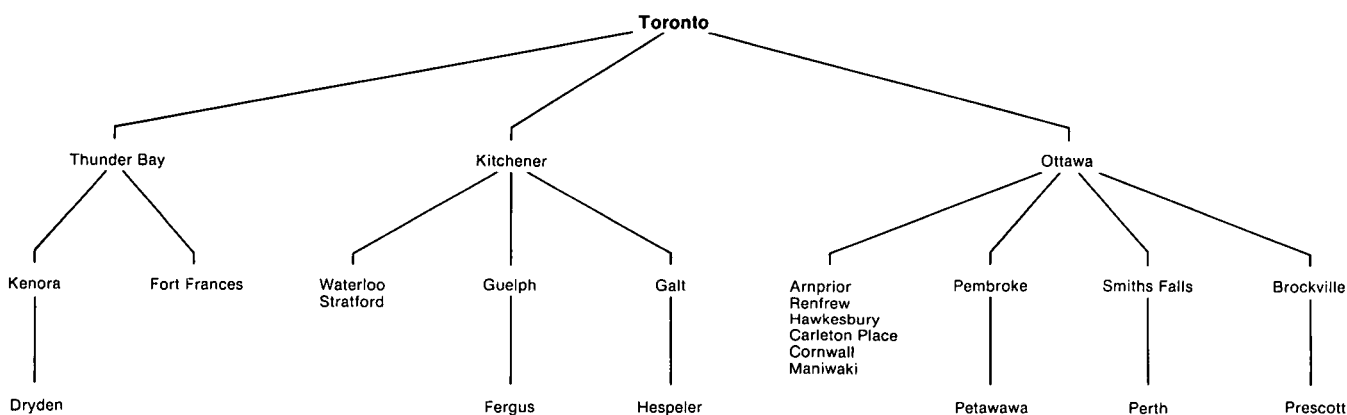 Toronto
Thunder Bay
Kitchener
Ottawa
Kenora
Fort Frances
Waterloo
Stratford
Guelph
Galt
Arnprior
Renfrew
Hawkesbury
Carleton Place
Cornwall
Maniwaki
Pembroke
Smiths Falls
Brockville
Dryden
Fergus
Hespeler
Petawawa
Perth
Prescott